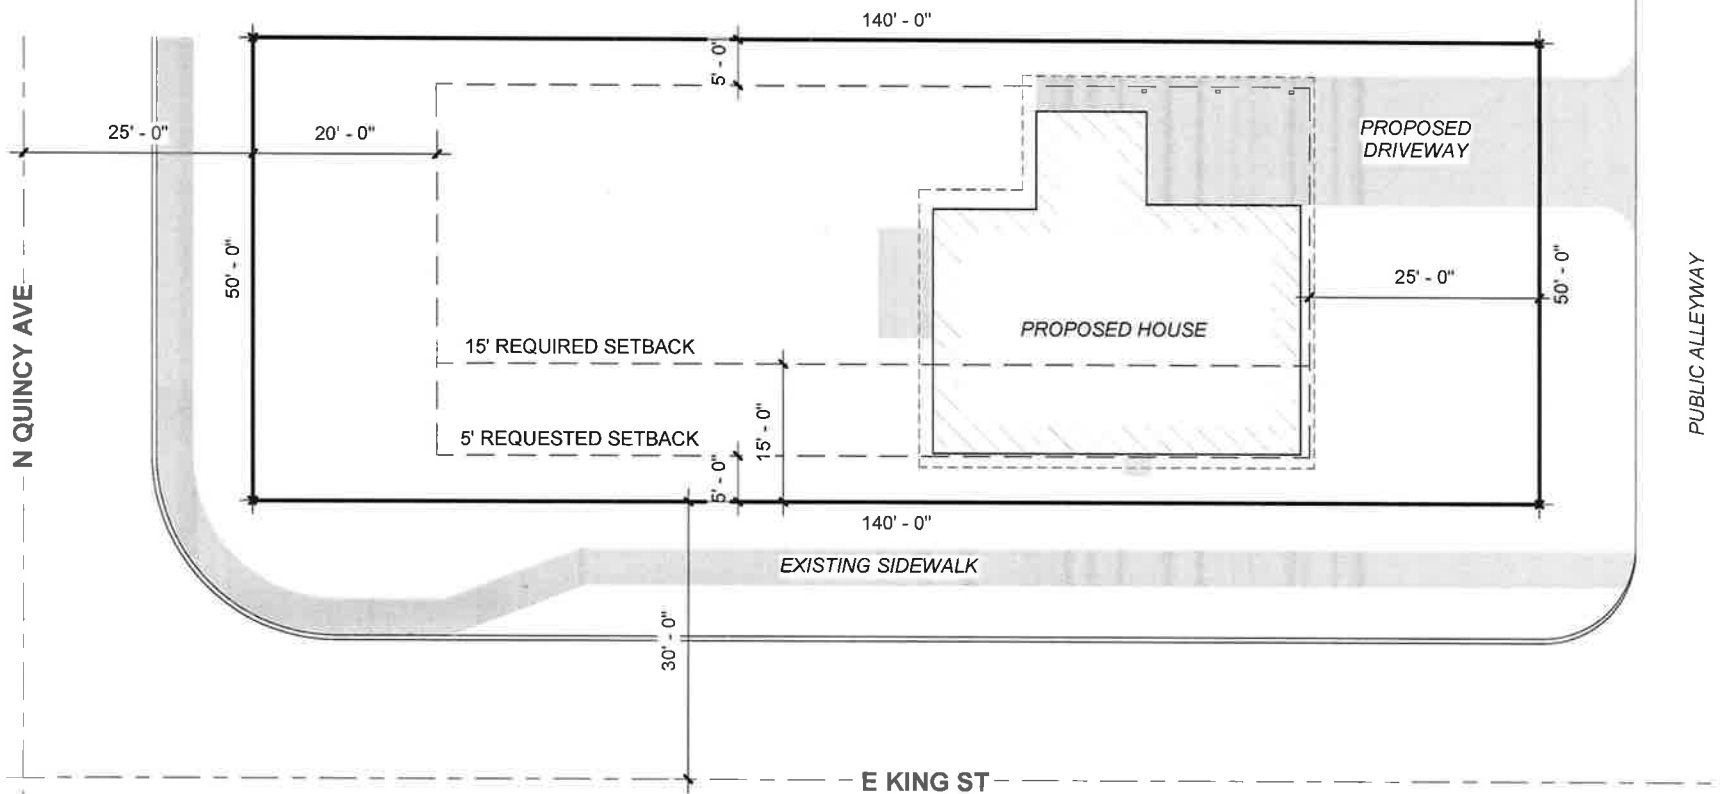 140' - 0"
5' - 0"
25' - 0"
20' - 0"
PROPOSED
DRIVEWAY
50' - 0"
N QUINCY AVE
15' REQUIRED SETBACK
5' REQUESTED SETBACK
15' - 0"
5' - 0"
PROPOSED HOUSE
25' - 0"
50' - 0"
PUBLIC ALLEYWAY
140' - 0"
EXISTING SIDEWALK
30' - 0"
E KING ST